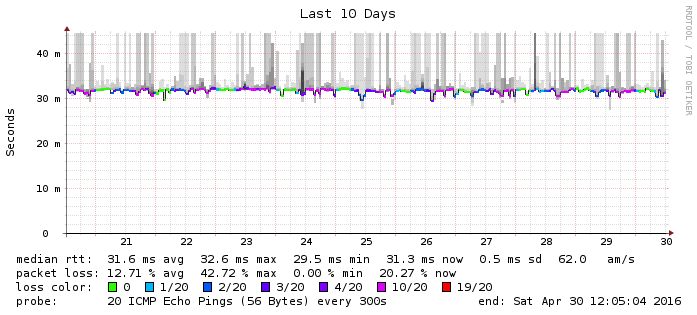 Last 10 Days
RRDTOOL / TOBI OETIKER
Seconds
40 m
30 m
20 m
10 m
0
21 22 23 24 25 26 27 28 29 30
median rtt: 31.6 ms avg 32.6 ms max 29.5 ms min 31.3 ms now 0.5 ms sd 62.0 am/s
packet loss: 12.71 % avg 42.72 % max 0.00 % min 20.27 % now
loss color: 0 1/20 2/20 3/20 4/20 10/20 19/20
probe: 20 ICMP Echo Pings (56 Bytes) every 300s end: Sat Apr 30 12:05:04 2016